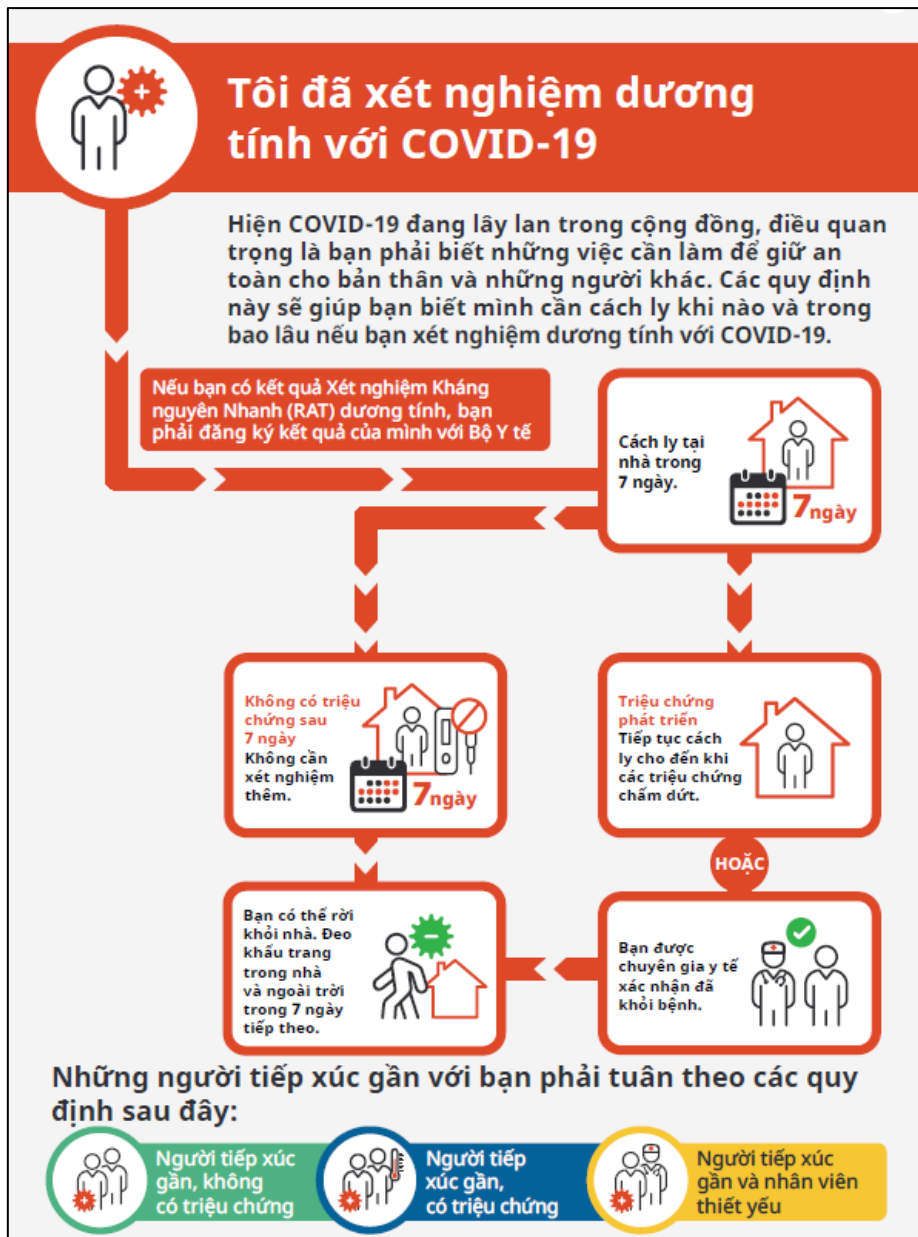 Tôi đã xét nghiệm dương
tính với COVID-19
Hiện COVID-19 đang lây lan trong cộng đồng, điều quan
trọng là bạn phải biết những việc cần làm để giữ an
toàn cho bản thân và những người khác. Các quy định
này sẽ giúp bạn biết mình cần cách ly khi nào và trong
bao lâu nếu bạn xét nghiệm dương tính với COVID-19.
Nếu bạn có kết quả Xét nghiệm Kháng
nguyên Nhanh (RAT) dương tính, bạn
phải đăng ký kết quả của mình với Bộ Y tế
Cách ly tại
nhà trong
7 ngày.
7ngày
Không có triệu
chứng sau
7 ngày
Không cần
xét nghiệm
thêm.
7ngày
Triệu chứng
phát triển
Tiếp tục cách
ly cho đến khi
các triệu chứng
chấm dứt.
HOẶC
Bạn có thể rời
khỏi nhà. Đeo
khẩu trang
trong nhà
và ngoài trời
trong 7 ngày
tiếp theo.
Bạn được
chuyên gia y tế
xác nhận đã
khỏi bệnh.
Những người tiếp xúc gần với bạn phải tuân theo các quy
định sau đây:
Người tiếp xúc
gần, không
có triệu chứng
Người tiếp
xúc gần,
có triệu chứng
Người tiếp xúc
gần và nhân viên
thiết yếu